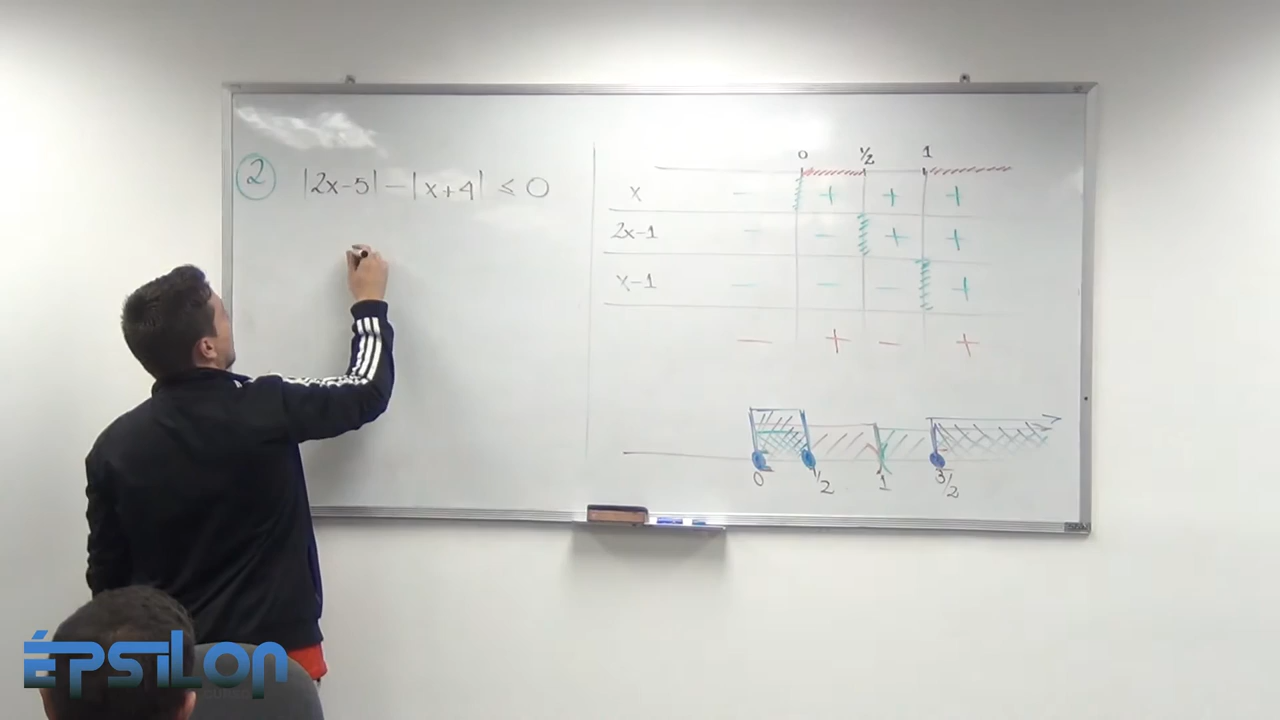 2 |2x-5| - |x+4| ≤ 0
0 ½ 1
x - + + +
2x-1 - - + +
x-1 - - - +
- + - +
0 1/2 1 3/2
ÉPSILON